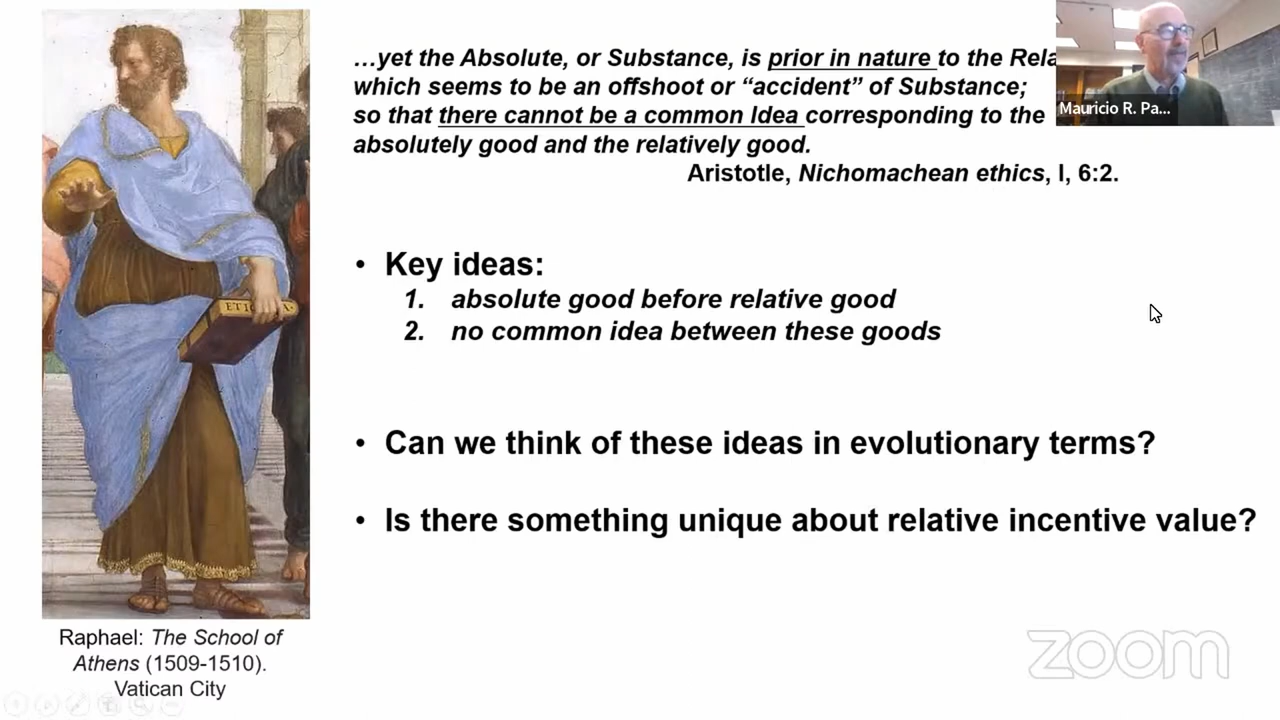 …yet the Absolute, or Substance, is prior in nature to the
which seems to be an offshoot or “accident” of Substance;
so that there cannot be a common Idea corresponding to the
absolutely good and the relatively good.
Aristotle, Nichomachean ethics, I, 6:2.
Mauricio R. Pa...
• Key ideas:
1. absolute good before relative good
2. no common idea between these goods
• Can we think of these ideas in evolutionary terms?
• Is there something unique about relative incentive value?
Raphael: The School of
Athens (1509-1510).
Vatican City
zoom